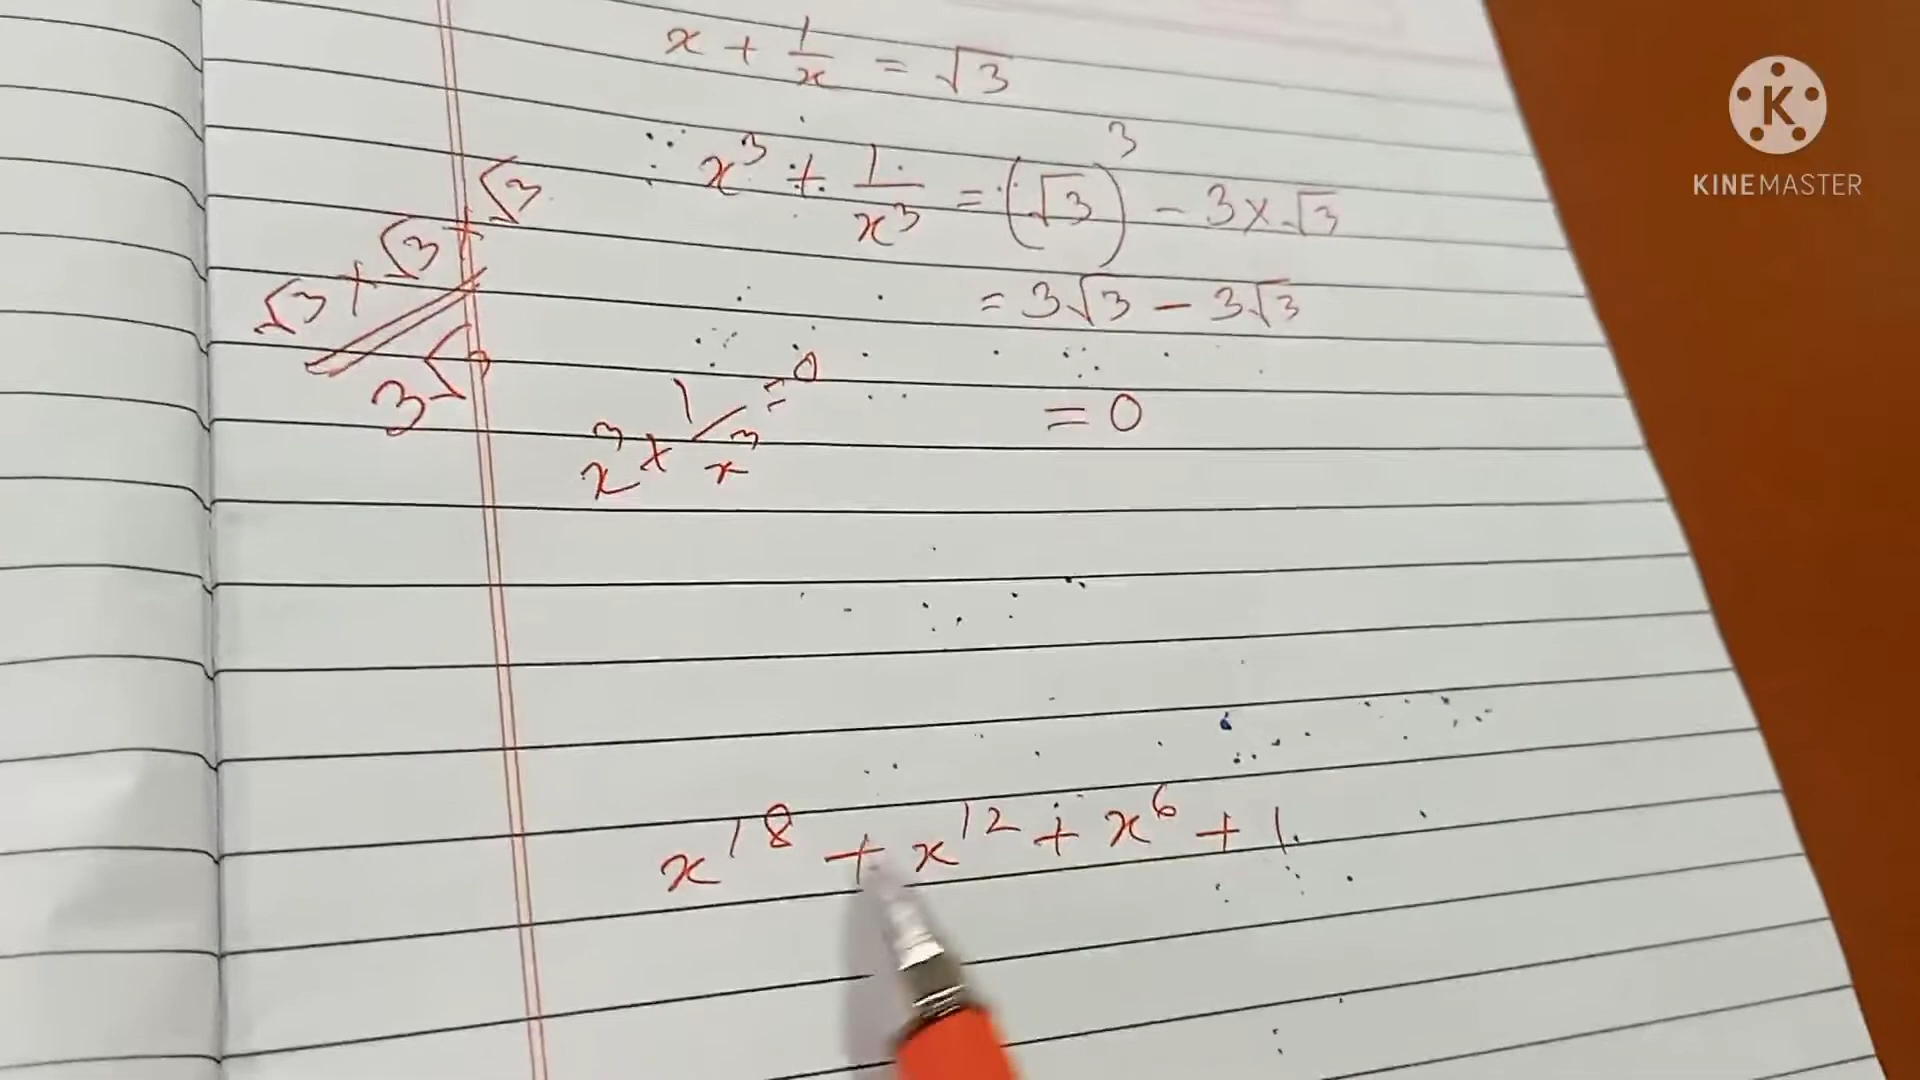 x + 1/x = √3
∵ x³ + 1/x³ = (√3)³ - 3×√3
√3 × √3 × √3
= 3√3 - 3√3
3√3
x³ + 1/x³ = 0
= 0
x¹⁸ + x¹² + x⁶ + 1.
K
KINEMASTER